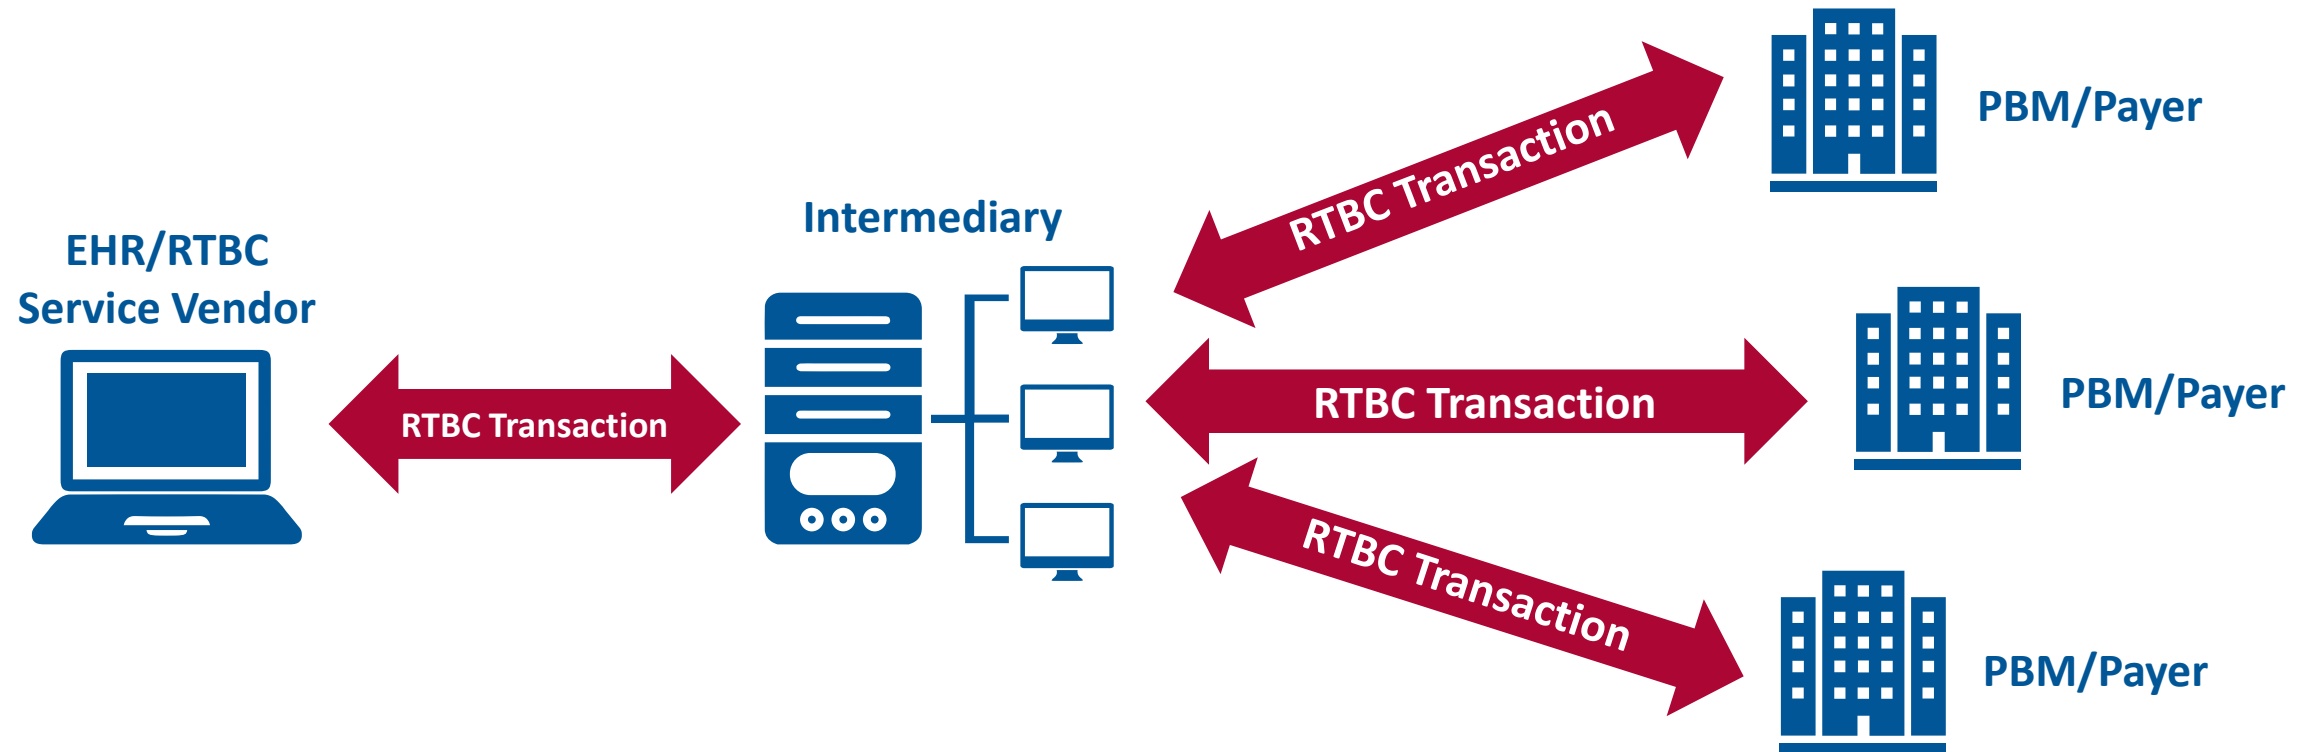 EHR/RTBC
Service Vendor
RTBC Transaction
Intermediary
RTBC Transaction
PBM/Payer
RTBC Transaction
PBM/Payer
RTBC Transaction
PBM/Payer